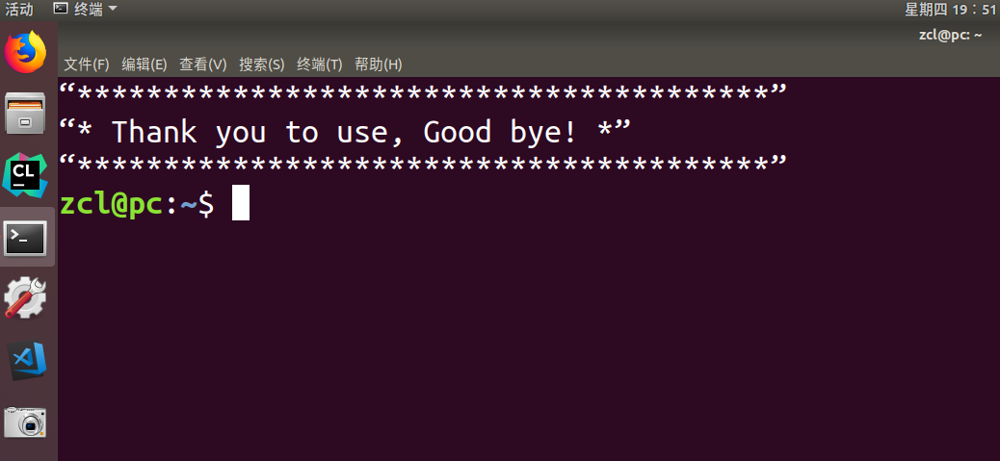 活动 终端 星期四 19：51
zcl@pc: ~
文件(F) 编辑(E) 查看(V) 搜索(S) 终端(T) 帮助(H)
“****************************************”
“* Thank you to use, Good bye! *”
“****************************************”
zcl@pc:~$
CL
>_